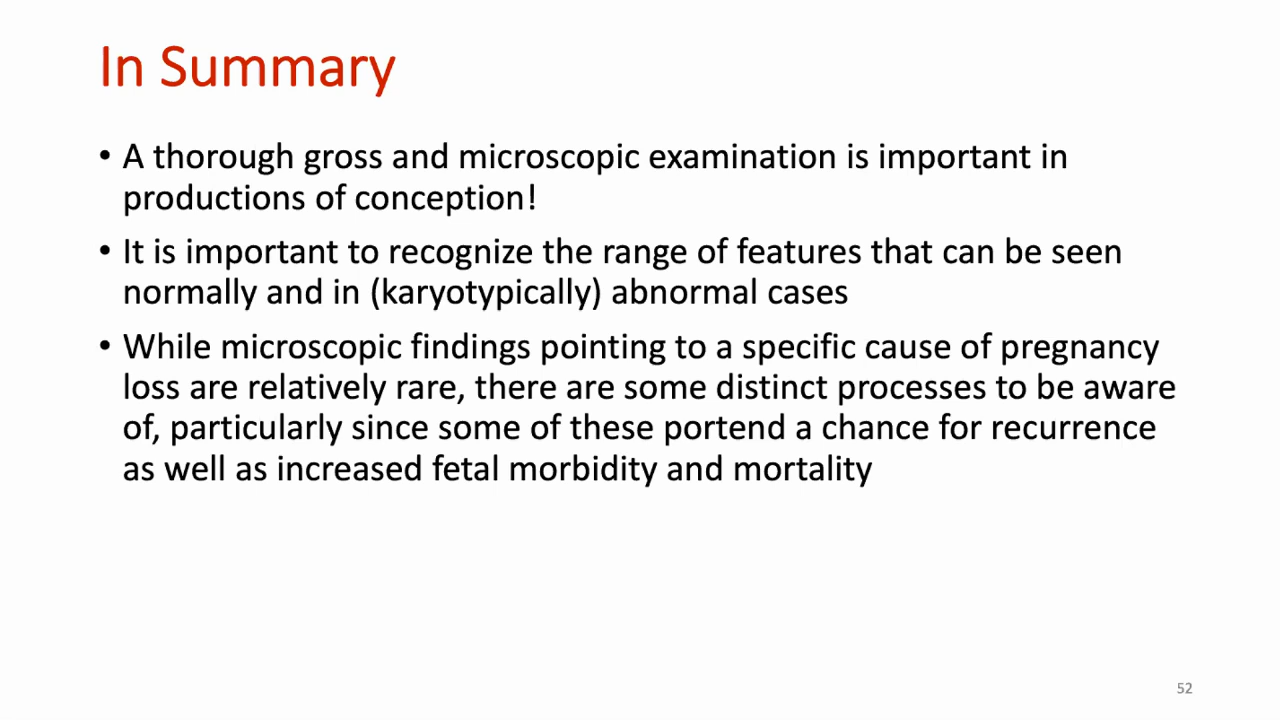 In Summary
• A thorough gross and microscopic examination is important in
productions of conception!
• It is important to recognize the range of features that can be seen
normally and in (karyotypically) abnormal cases
• While microscopic findings pointing to a specific cause of pregnancy
loss are relatively rare, there are some distinct processes to be aware
of, particularly since some of these portend a chance for recurrence
as well as increased fetal morbidity and mortality
52